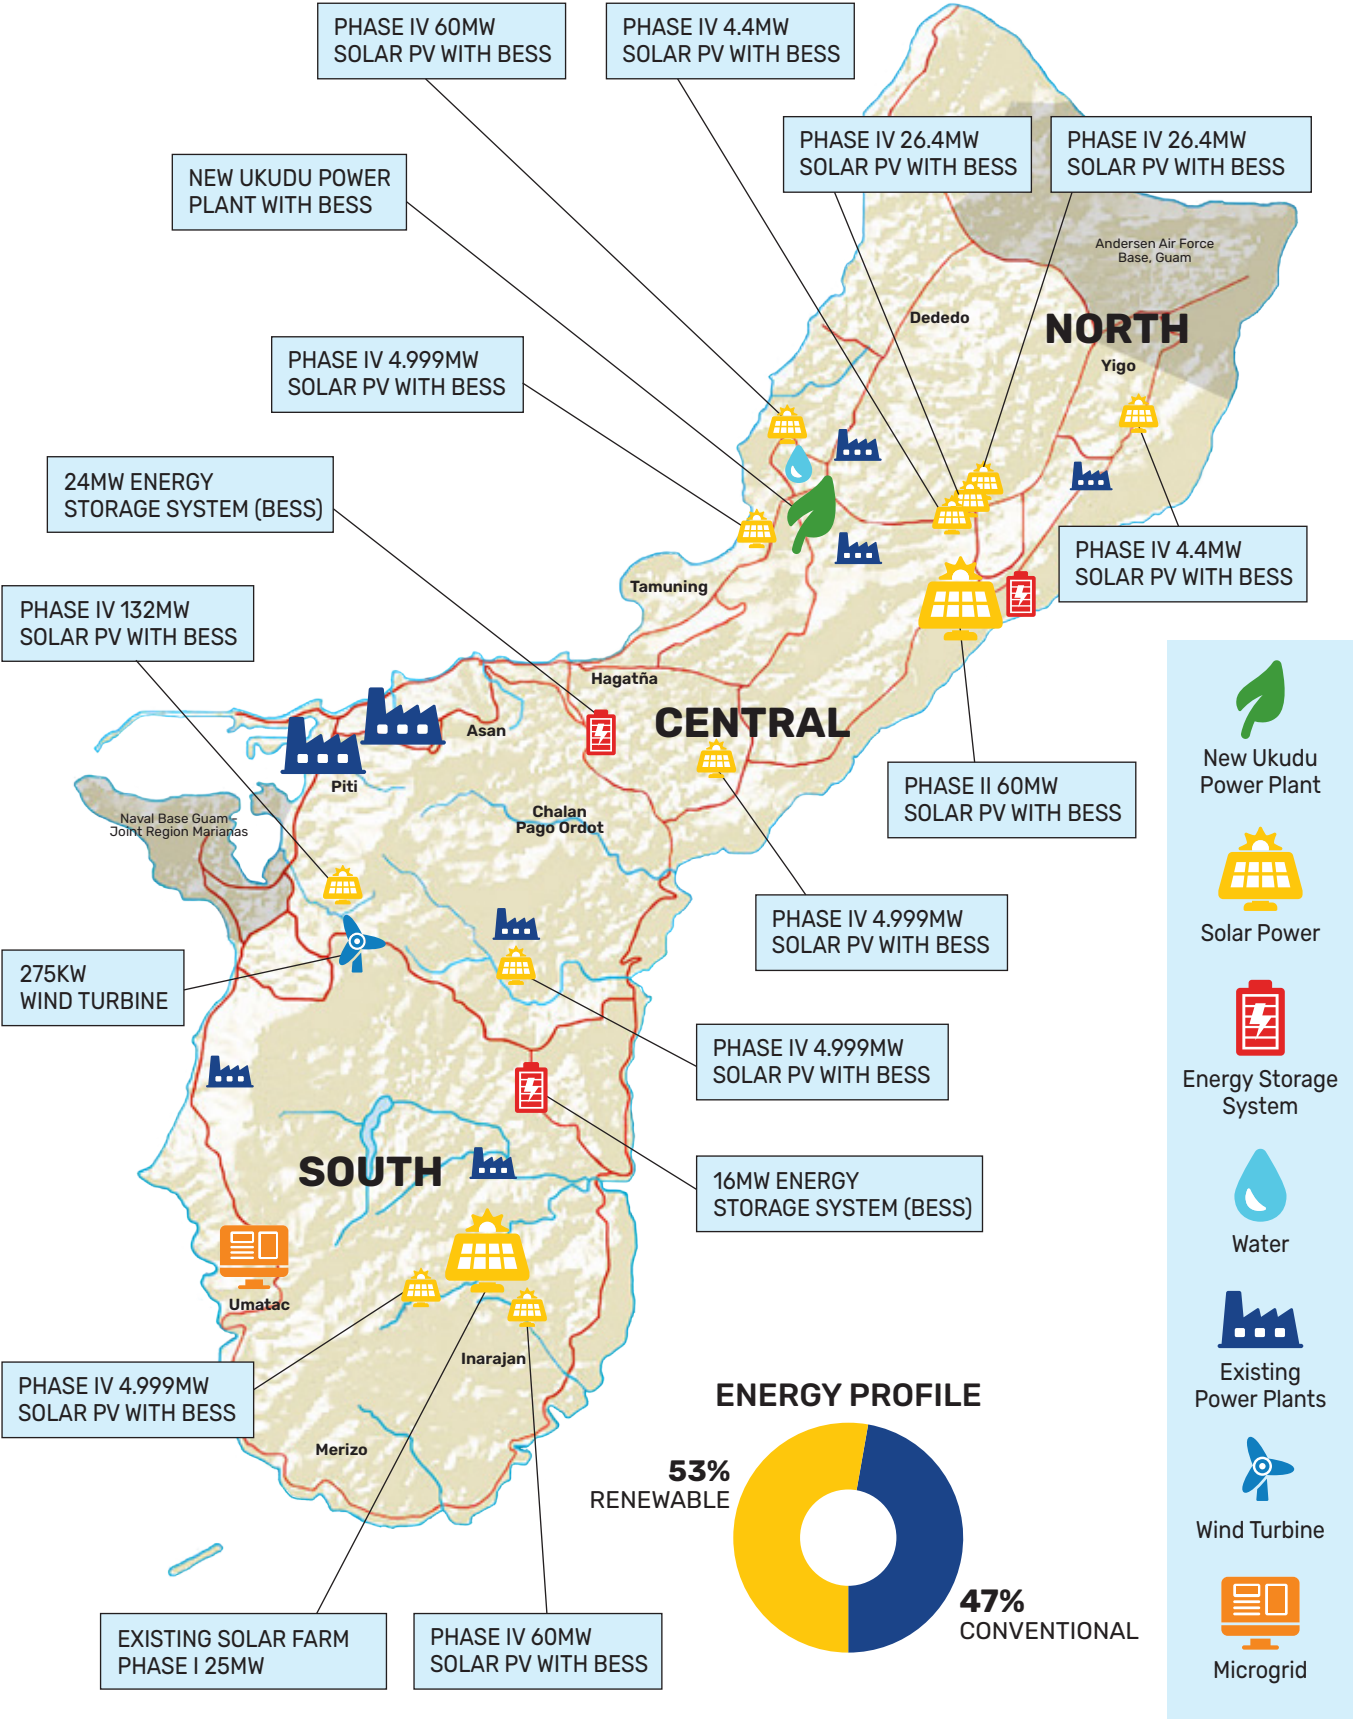 PHASE IV 60MW
SOLAR PV WITH BESS
PHASE IV 4.4MW
SOLAR PV WITH BESS
PHASE IV 26.4MW
SOLAR PV WITH BESS
PHASE IV 26.4MW
SOLAR PV WITH BESS
NEW UKUDU POWER
PLANT WITH BESS
Andersen Air Force
Base, Guam
Dededo
NORTH
Yigo
PHASE IV 4.999MW
SOLAR PV WITH BESS
24MW ENERGY
STORAGE SYSTEM (BESS)
PHASE IV 4.4MW
SOLAR PV WITH BESS
Tamuning
PHASE IV 132MW
SOLAR PV WITH BESS
Hagatña
CENTRAL
Asan
Piti
Naval Base Guam -
Joint Region Marianas
Chalan
Pago Ordot
PHASE II 60MW
SOLAR PV WITH BESS
PHASE IV 4.999MW
SOLAR PV WITH BESS
275KW
WIND TURBINE
PHASE IV 4.999MW
SOLAR PV WITH BESS
SOUTH
16MW ENERGY
STORAGE SYSTEM (BESS)
Umatac
Inarajan
PHASE IV 4.999MW
SOLAR PV WITH BESS
Merizo
EXISTING SOLAR FARM
PHASE I 25MW
PHASE IV 60MW
SOLAR PV WITH BESS
ENERGY PROFILE
53%
RENEWABLE
47%
CONVENTIONAL
New Ukudu
Power Plant
Solar Power
Energy Storage
System
Water
Existing
Power Plants
Wind Turbine
Microgrid